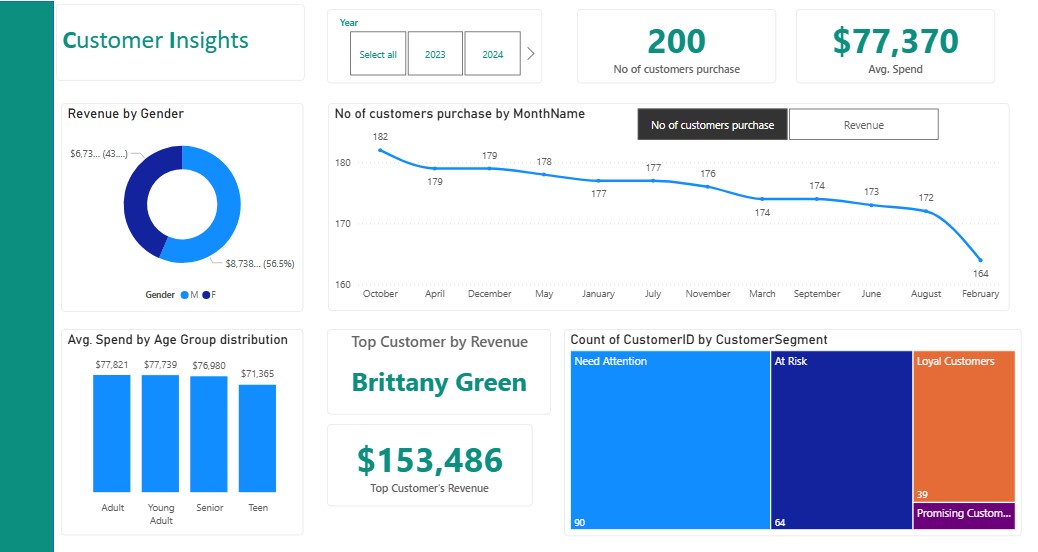 Customer Insights
Year
Select all
2023
2024
200
No of customers purchase
$77,370
Avg. Spend
Revenue by Gender
$6,73... (43....)
$8,738... (56.5%)
Gender M F
No of customers purchase by MonthName
No of customers purchase
Revenue
180
170
160
182
179
179
178
177
177
176
174
174
173
172
164
October April December May January July November March September June August February
Avg. Spend by Age Group distribution
$77,821 $77,739 $76,980 $71,365
Adult Young Adult Senior Teen
Top Customer by Revenue
Brittany Green
$153,486
Top Customer's Revenue
Count of CustomerID by CustomerSegment
Need Attention
90
At Risk
64
Loyal Customers
39
Promising Custom...